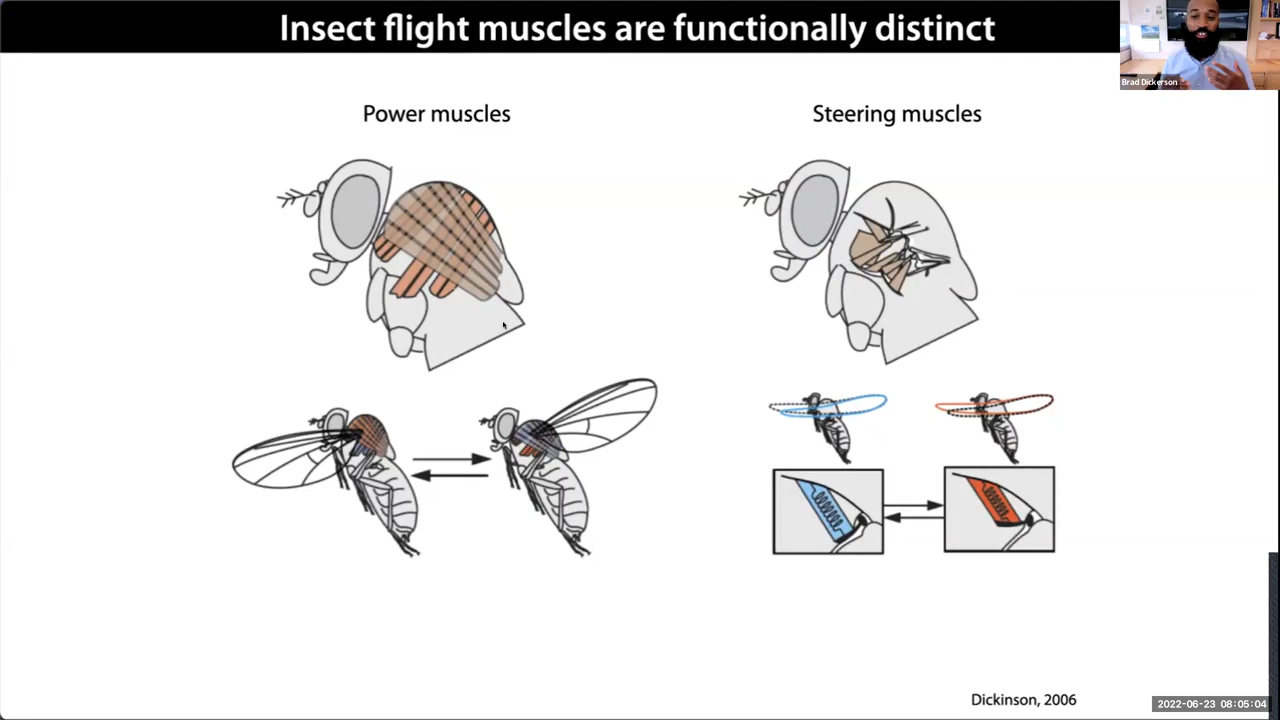 Insect flight muscles are functionally distinct
Brad Dickerson
Power muscles
Steering muscles
Dickinson, 2006
2022-06-23 08:05:04